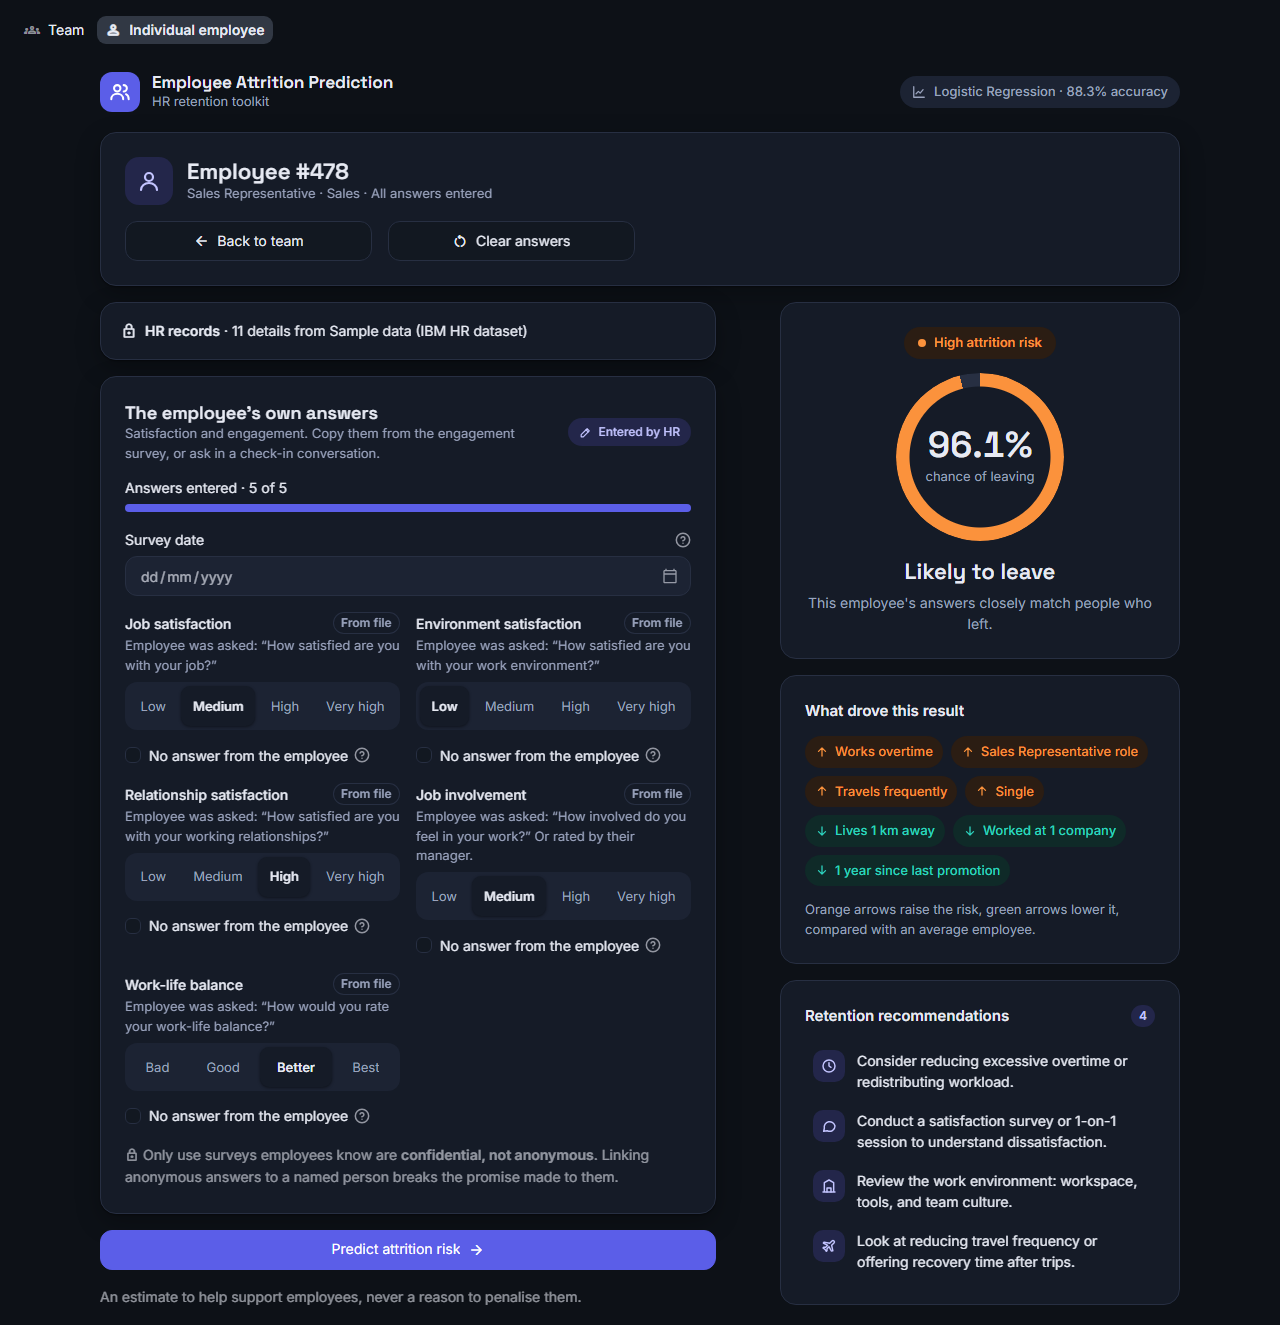 Team
Individual employee
Employee Attrition Prediction
HR retention toolkit
Logistic Regression · 88.3% accuracy
Employee #478
Sales Representative · Sales · All answers entered
Back to team
Clear answers
HR records · 11 details from Sample data (IBM HR dataset)
The employee's own answers
Satisfaction and engagement. Copy them from the engagement
survey, or ask in a check-in conversation.
Entered by HR
Answers entered · 5 of 5
Survey date
dd/mm/yyyy
Job satisfaction
From file
Employee was asked: “How satisfied are you
with your job?”
Low Medium High Very high
No answer from the employee
Environment satisfaction
From file
Employee was asked: “How satisfied are you
with your work environment?”
Low Medium High Very high
No answer from the employee
Relationship satisfaction
From file
Employee was asked: “How satisfied are you
with your working relationships?”
Low Medium High Very high
No answer from the employee
Job involvement
From file
Employee was asked: “How involved do you
feel in your work?” Or rated by their
manager.
Low Medium High Very high
No answer from the employee
Work-life balance
From file
Employee was asked: “How would you rate
your work-life balance?”
Bad Good Better Best
No answer from the employee
Only use surveys employees know are confidential, not anonymous. Linking
anonymous answers to a named person breaks the promise made to them.
Predict attrition risk
An estimate to help support employees, never a reason to penalise them.
High attrition risk
96.1%
chance of leaving
Likely to leave
This employee's answers closely match people who
left.
What drove this result
Works overtime
Sales Representative role
Travels frequently
Single
Lives 1 km away
Worked at 1 company
1 year since last promotion
Orange arrows raise the risk, green arrows lower it,
compared with an average employee.
Retention recommendations
4
Consider reducing excessive overtime or
redistributing workload.
Conduct a satisfaction survey or 1-on-1
session to understand dissatisfaction.
Review the work environment: workspace,
tools, and team culture.
Look at reducing travel frequency or
offering recovery time after trips.